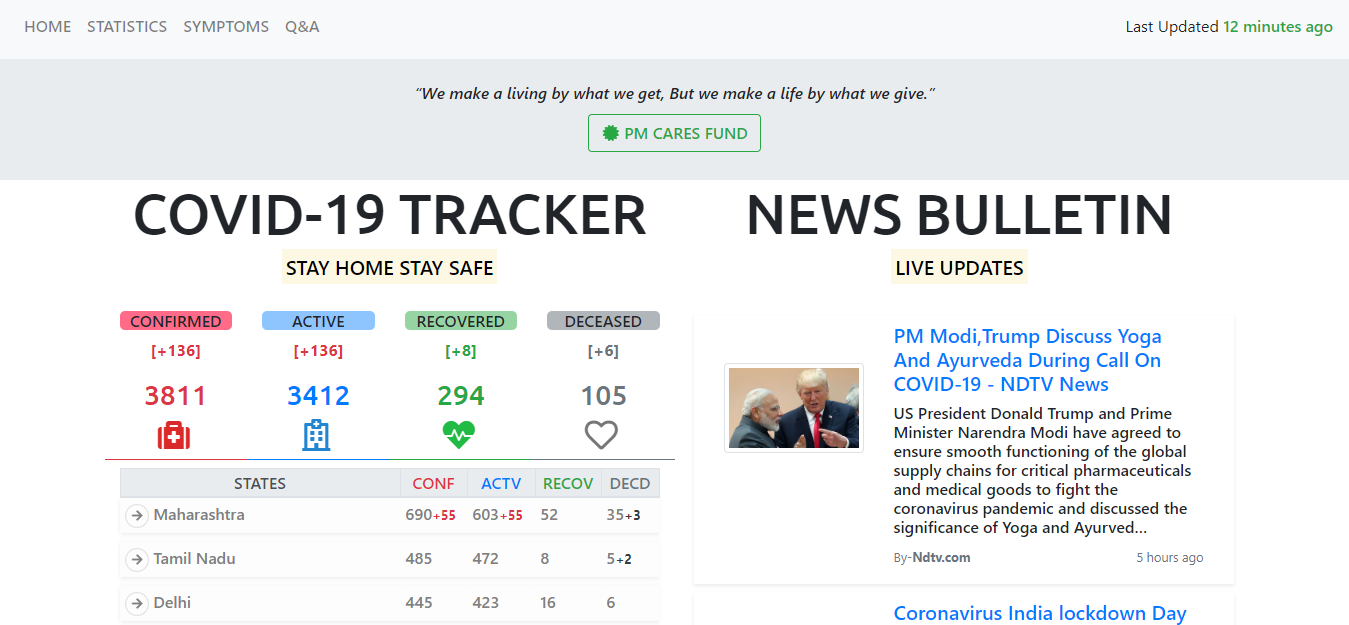 HOME STATISTICS SYMPTOMS Q&A Last Updated 12 minutes ago
“We make a living by what we get, But we make a life by what we give.”
PM CARES FUND
COVID-19 TRACKER
STAY HOME STAY SAFE
CONFIRMED ACTIVE RECOVERED DECEASED
[+136] [+136] [+8] [+6]
3811 3412 294 105
STATES CONF ACTV RECOV DECD
Maharashtra 690+55 603+55 52 35+3
Tamil Nadu 485 472 8 5+2
Delhi 445 423 16 6
NEWS BULLETIN
LIVE UPDATES
PM Modi,Trump Discuss Yoga
And Ayurveda During Call On
COVID-19 - NDTV News
US President Donald Trump and Prime
Minister Narendra Modi have agreed to
ensure smooth functioning of the global
supply chains for critical pharmaceuticals
and medical goods to fight the
coronavirus pandemic and discussed the
significance of Yoga and Ayurved...
By-Ndtv.com 5 hours ago
Coronavirus India lockdown Day